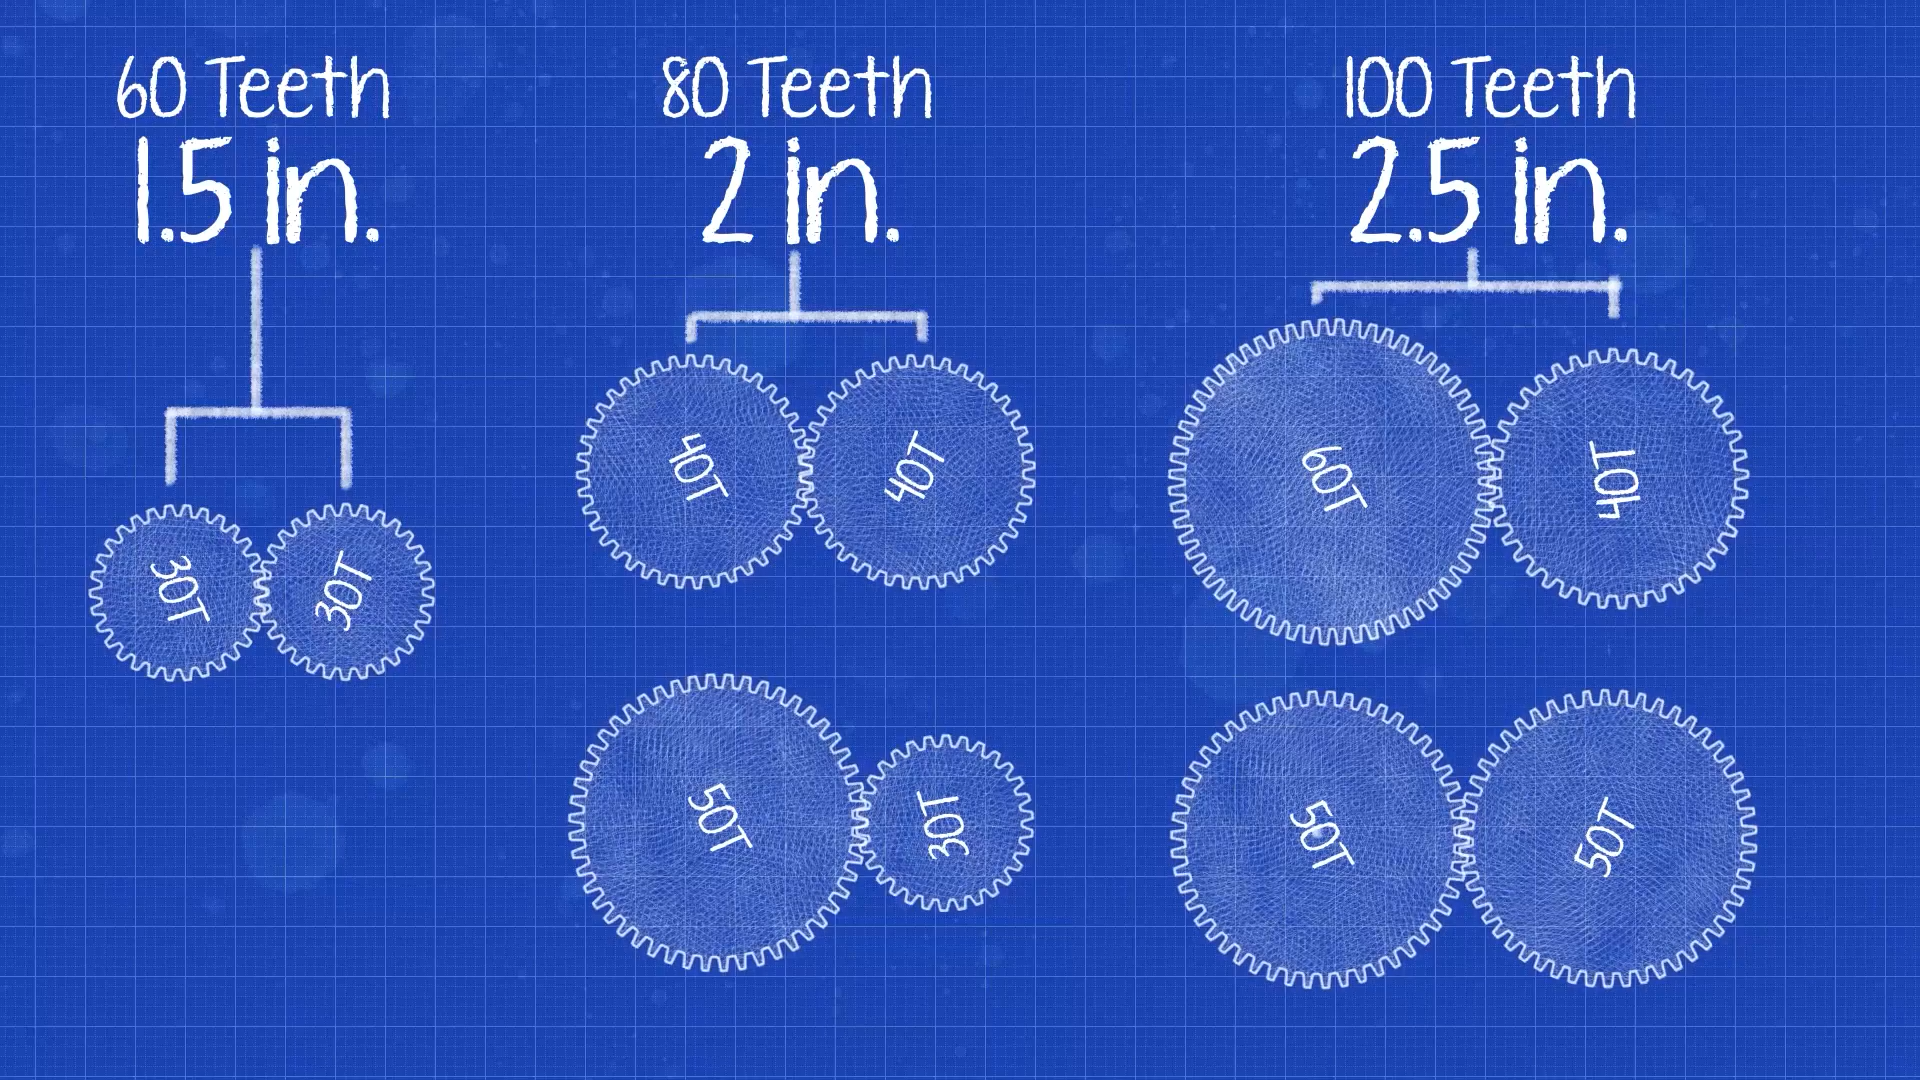 60 Teeth
1.5 in.
80 Teeth
2 in.
100 Teeth
2.5 in.
30T
30T
40T
40T
60T
40T
50T
30T
50T
50T